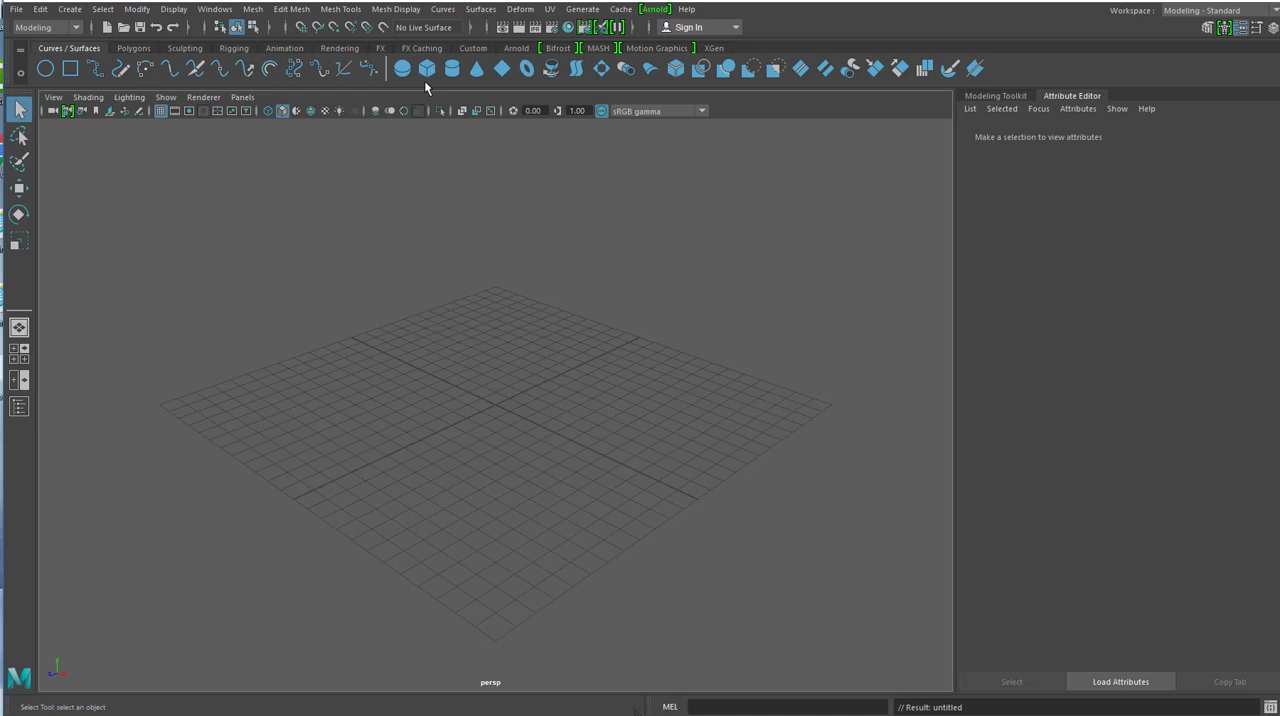 File Edit Create Select Modify Display Windows Mesh Edit Mesh Mesh Tools Mesh Display Curves Surfaces Deform UV Generate Cache [Arnold] Help Workspace : Modeling - Standard
Modeling No Live Surface Sign In
Curves / Surfaces Polygons Sculpting Rigging Animation Rendering FX FX Caching Custom Arnold [ Bifrost ] [ MASH ] [ Motion Graphics ] XGen
View Shading Lighting Show Renderer Panels
0.00 1.00 sRGB gamma
Modeling Toolkit Attribute Editor
List Selected Focus Attributes Show Help
Make a selection to view attributes
persp
Select Load Attributes Copy Tab
Select Tool: select an object MEL // Result: untitled